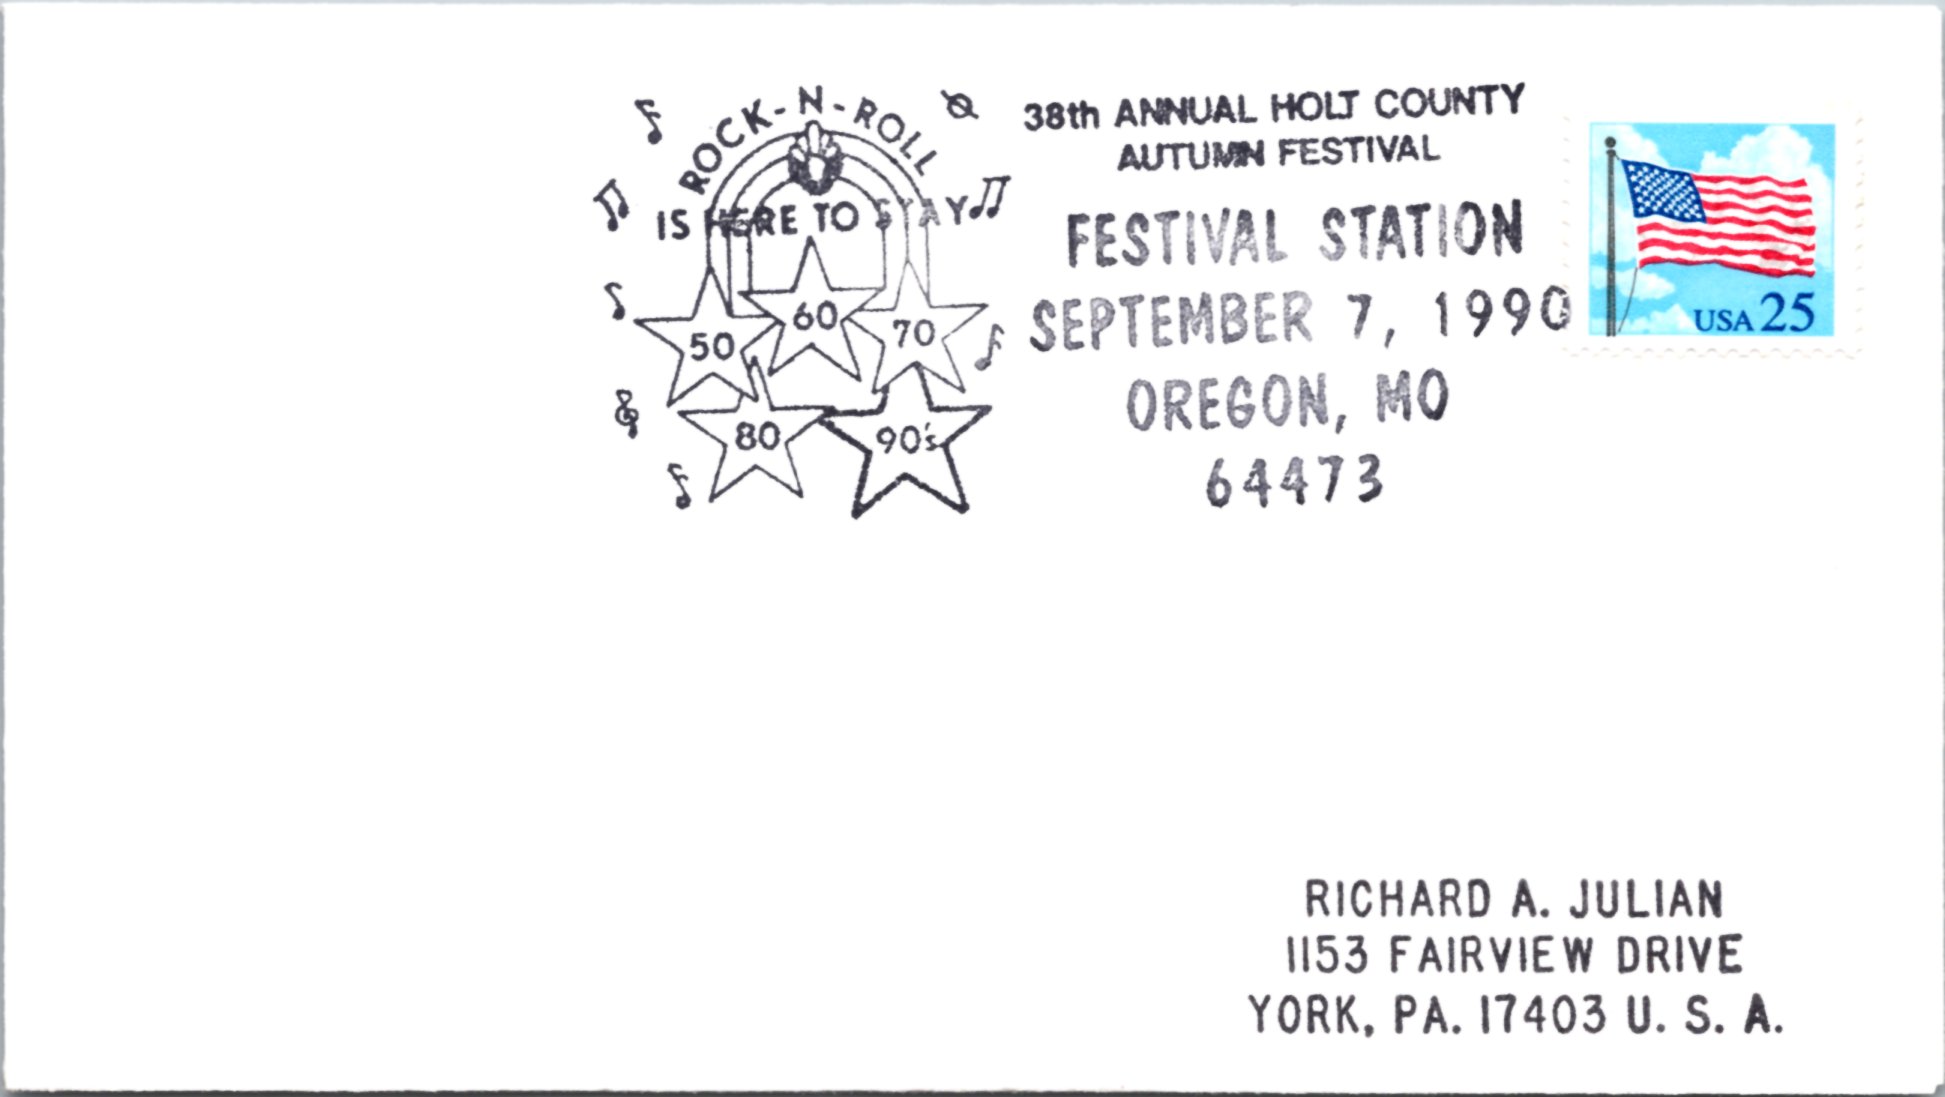 ROCK-N-ROLL
IS HERE TO STAY
50
60
70
80
90's
38th ANNUAL HOLT COUNTY
AUTUMN FESTIVAL
FESTIVAL STATION
SEPTEMBER 7, 1990
OREGON, MO
64473
USA 25
RICHARD A. JULIAN
1153 FAIRVIEW DRIVE
YORK, PA. 17403 U. S. A.